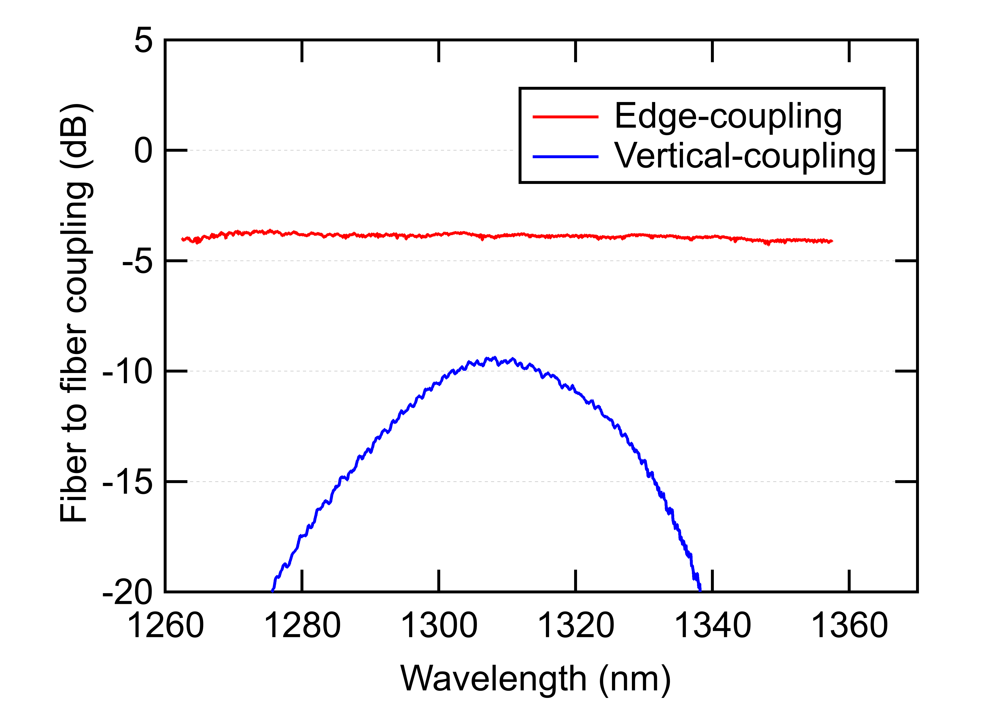 5
0
-5
-10
-15
-20
Fiber to fiber coupling (dB)
Edge-coupling
Vertical-coupling
1260 1280 1300 1320 1340 1360
Wavelength (nm)